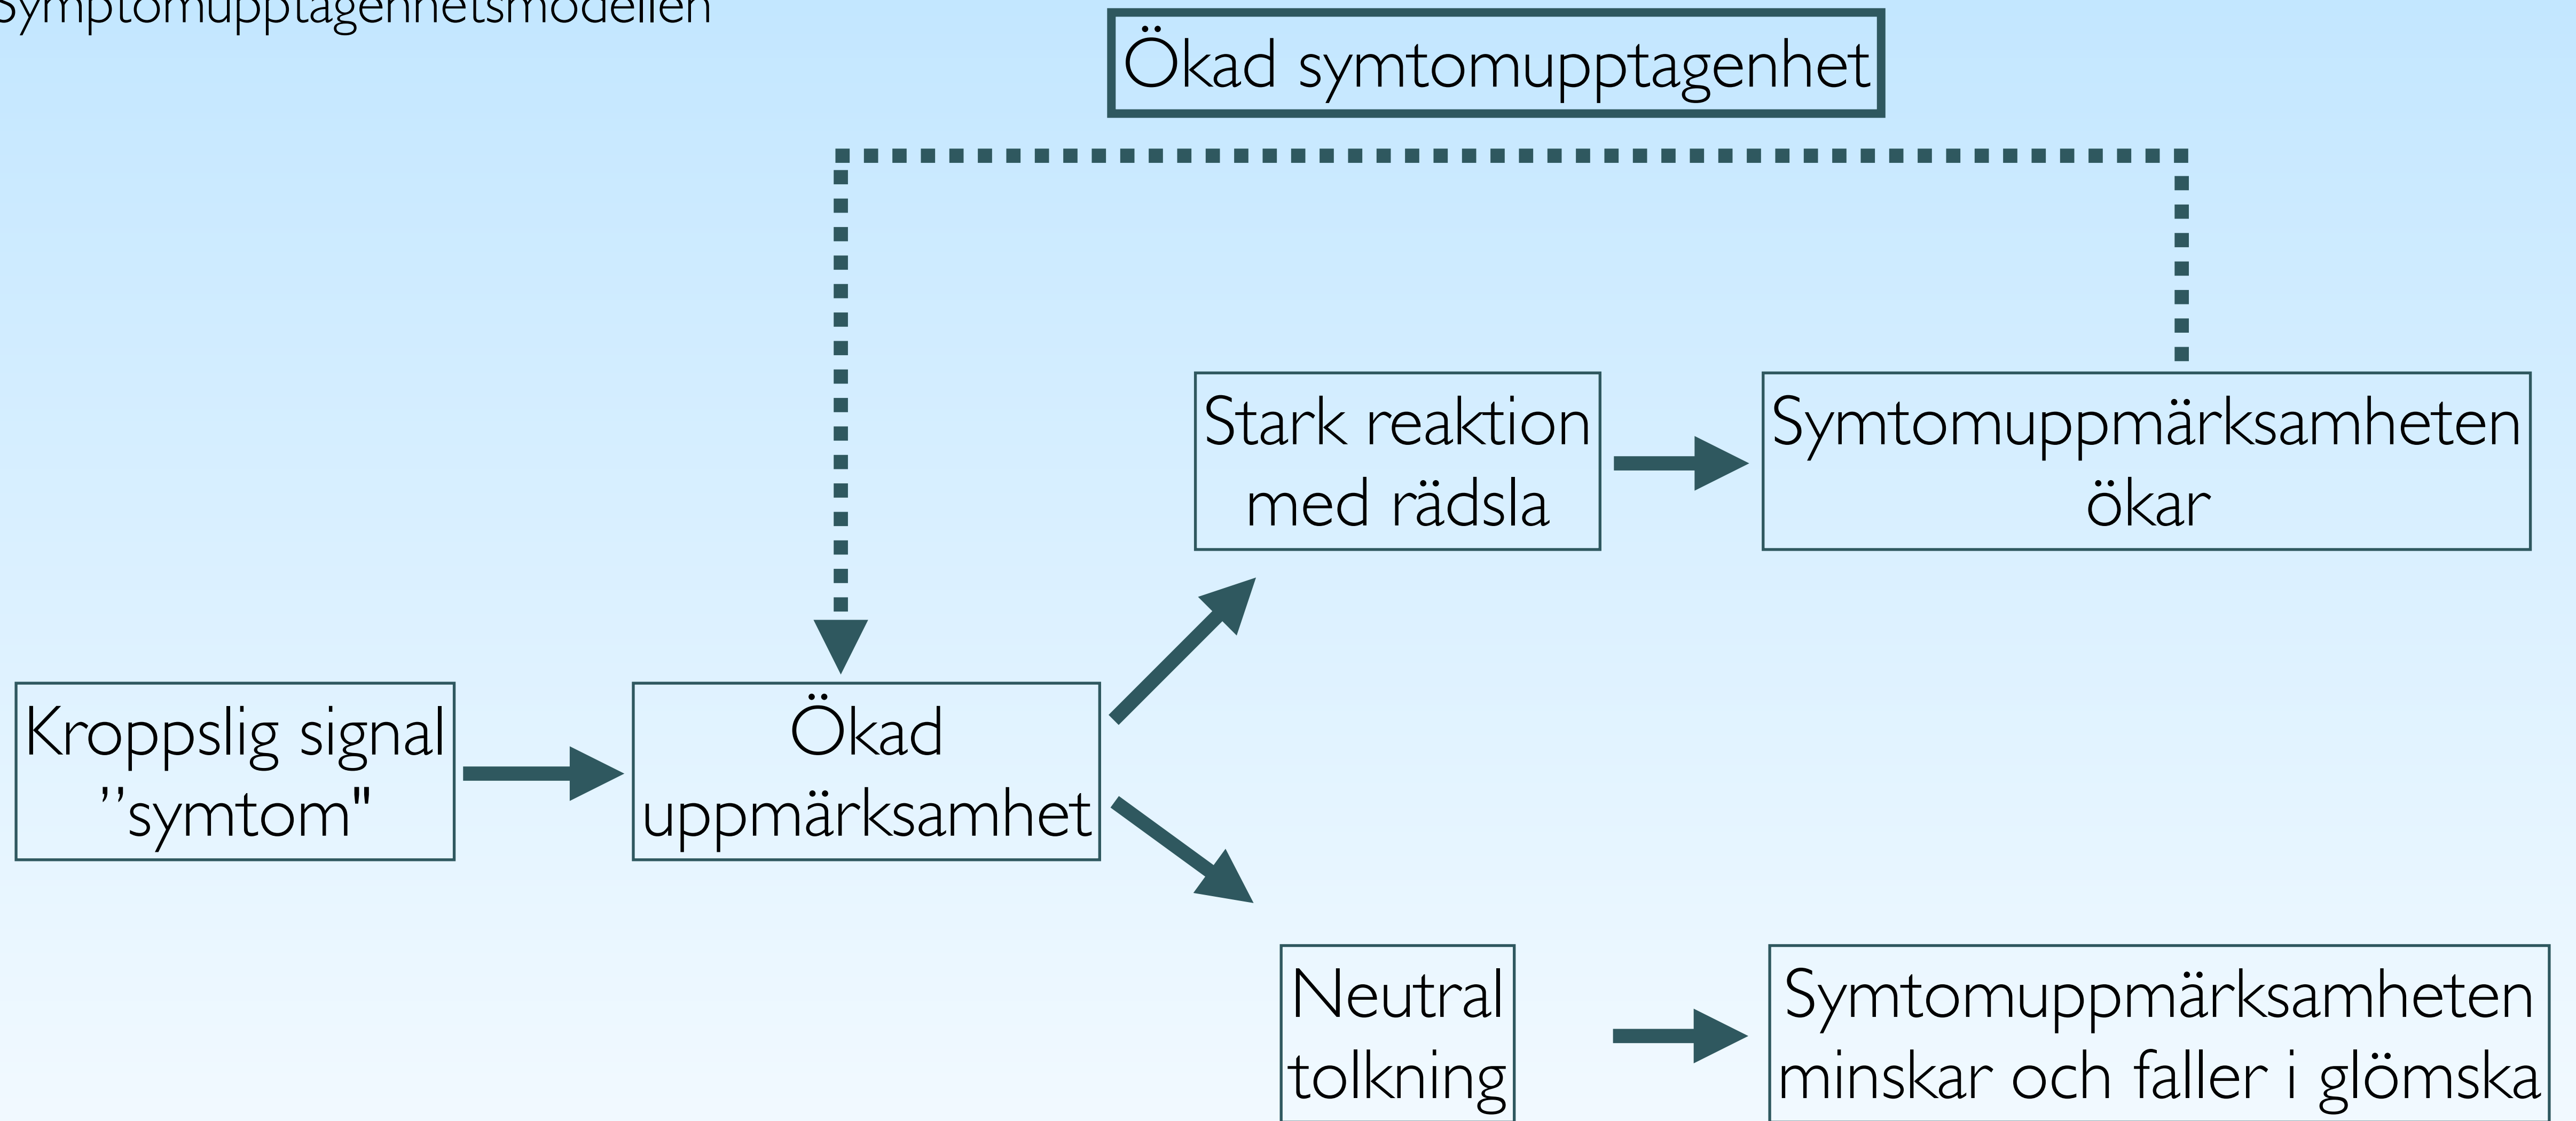 Symptomupptagenhetsmodellen
Ökad symtomupptagenhet
Stark reaktion
med rädsla
Symtomuppmärksamheten
ökar
Kroppslig signal
”symtom"
Ökad
uppmärksamhet
Neutral
tolkning
Symtomuppmärksamheten
minskar och faller i glömska